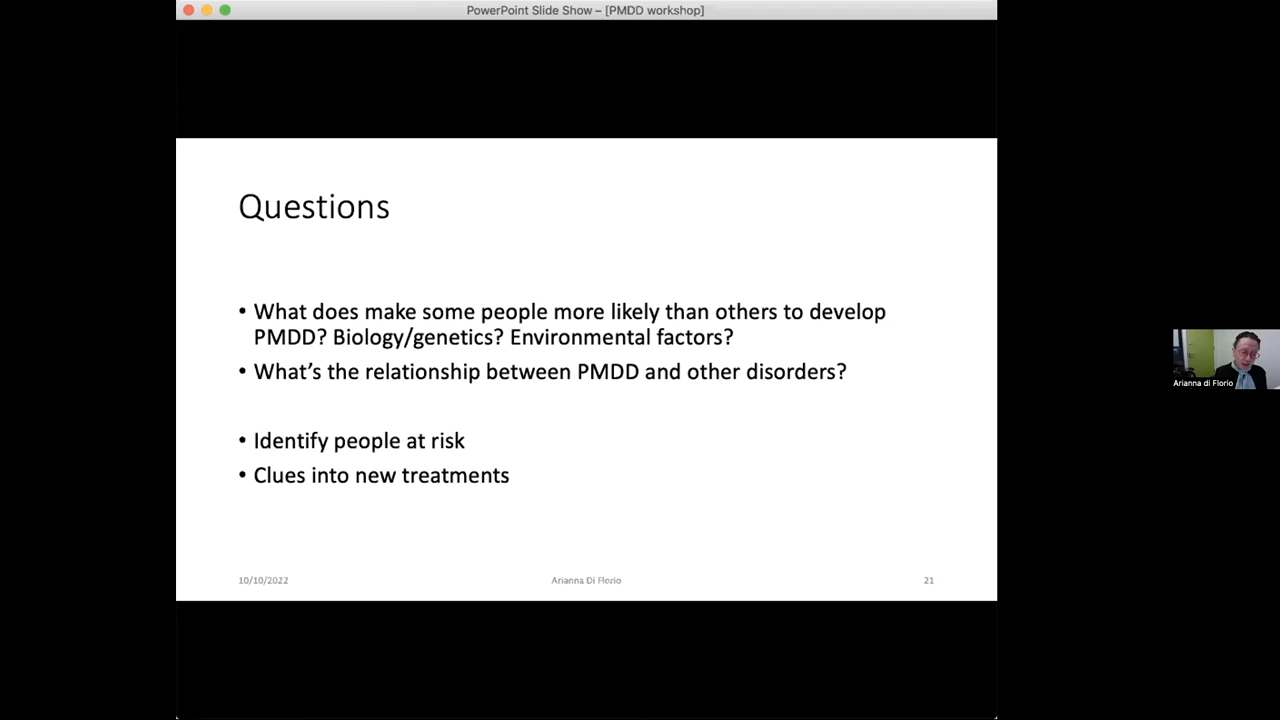 PowerPoint Slide Show – [PMDD workshop]
Questions
• What does make some people more likely than others to develop
PMDD? Biology/genetics? Environmental factors?
• What's the relationship between PMDD and other disorders?
• Identify people at risk
• Clues into new treatments
10/10/2022
Arianna Di Florio
21
Arianna di Florio